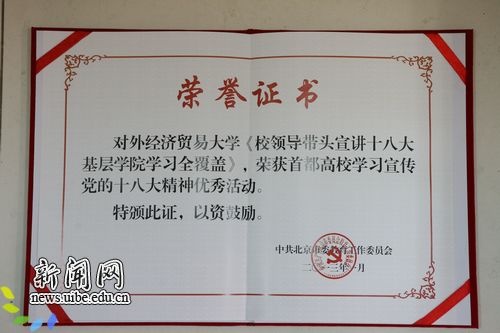 荣誉证书
对外经济贸易大学《校领导带头宣讲十八大
基层学院学习全覆盖》，荣获首都高校学习宣传
党的十八大精神优秀活动。
特颁此证，以资鼓励。
中共北京市委教育工作委员会
二〇一三年一月
新闻网
news.uibe.edu.cn